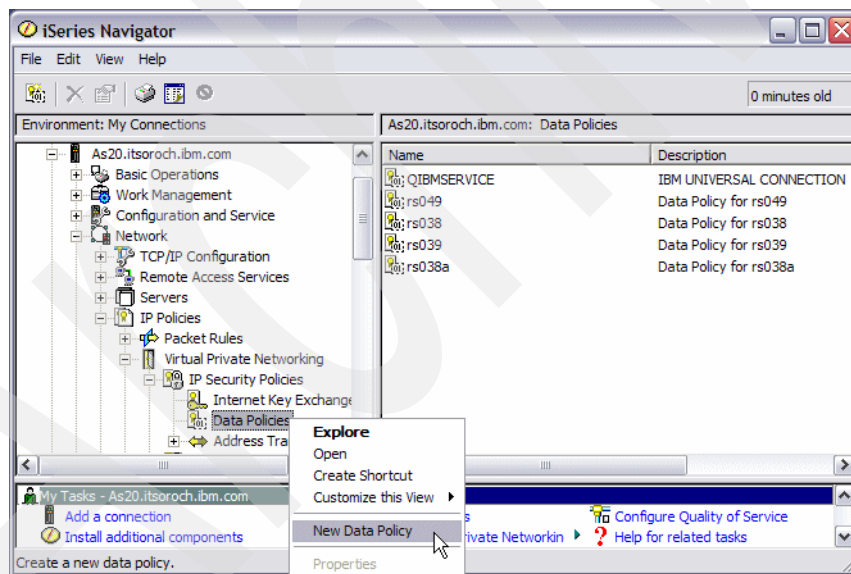 iSeries Navigator
File Edit View Help
0 minutes old
Environment: My Connections
As20.itsoroch.ibm.com: Data Policies
As20.itsoroch.ibm.com
Basic Operations
Work Management
Configuration and Service
Network
TCP/IP Configuration
Remote Access Services
Servers
IP Policies
Packet Rules
Virtual Private Networking
IP Security Policies
Internet Key Exchange
Data Policies
Address Tra
Name Description
QIBMSERVICE IBM UNIVERSAL CONNECTION
rs049 Data Policy for rs049
rs038 Data Policy for rs038
rs039 Data Policy for rs039
rs038a Data Policy for rs038a
Explore
Open
Create Shortcut
Customize this View
New Data Policy
Properties
My Tasks - As20.itsoroch.ibm.com
Add a connection
Install additional components
s
rivate Networkin
Configure Quality of Service
Help for related tasks
Create a new data policy.